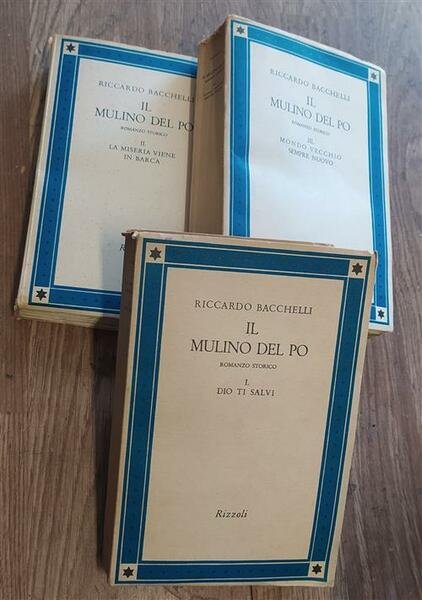 RICCARDO BACCHELLI
IL
MULINO DEL PO
ROMANZO STORICO
II.
LA MISERIA VIENE
IN BARCA
RICCARDO BACCHELLI
IL
MULINO DEL PO
ROMANZO STORICO
III.
MONDO VECCHIO
SEMPRE NUOVO
RICCARDO BACCHELLI
IL
MULINO DEL PO
ROMANZO STORICO
I.
DIO TI SALVI
Rizzoli